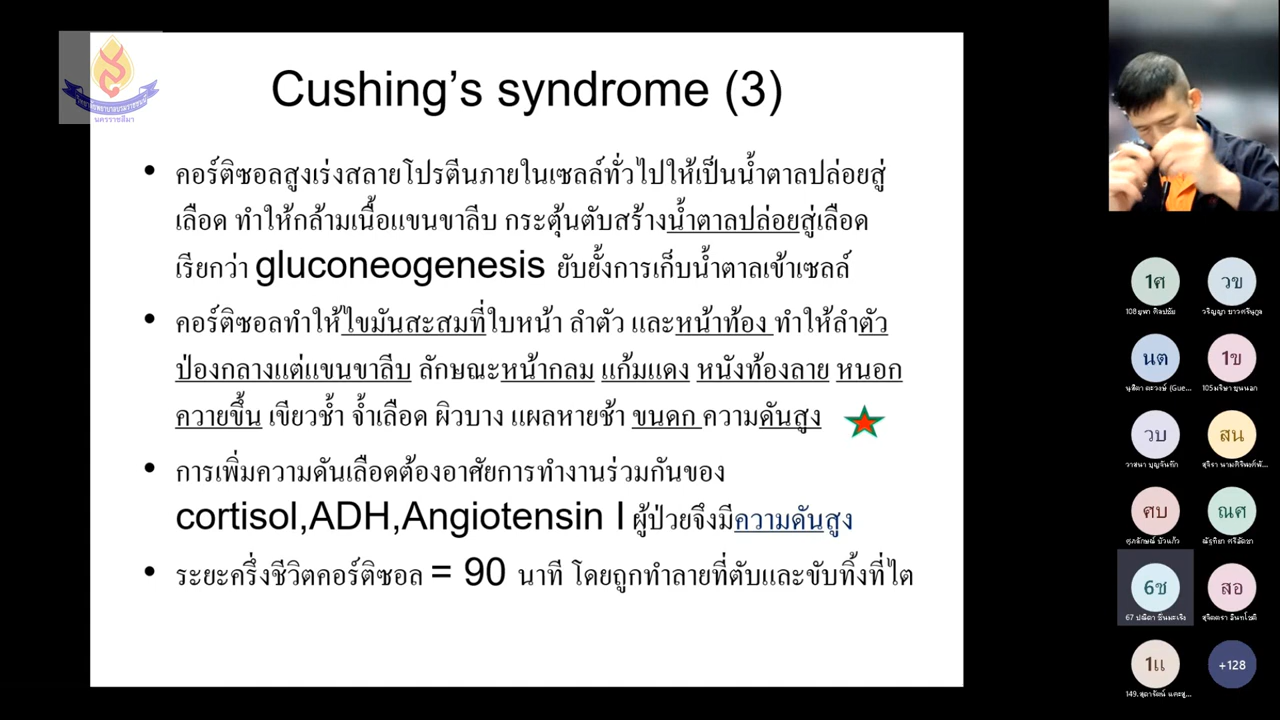 Cushing's syndrome (3)
• คอร์ติซอลสูงเร่งสลายโปรตีนภายในเซลล์ทั่วไปให้เป็นน้ำตาลปล่อยสู่
เลือด ทำให้กล้ามเนื้อแขนขาลีบ กระตุ้นตับสร้างน้ำตาลปล่อยสู่เลือด
เรียกว่า gluconeogenesis ยับยั้งการเก็บน้ำตาลเข้าเซลล์
• คอร์ติซอลทำให้ไขมันสะสมที่ใบหน้า ลำตัว และหน้าท้อง ทำให้ลำตัว
ป่องกลางแต่แขนขาลีบ ลักษณะหน้ากลม แก้มแดง หนังท้องลาย หนอก
ควายขึ้น เขียวช้ำ จ้ำเลือด ผิวบาง แผลหายช้า ขนดก ความดันสูง
• การเพิ่มความดันเลือดต้องอาศัยการทำงานร่วมกันของ
cortisol,ADH,Angiotensin I ผู้ป่วยจึงมีความดันสูง
• ระยะครึ่งชีวิตคอร์ติซอล = 90 นาที โดยถูกทำลายที่ตับและขับทิ้งที่ไต
นครราชสีมา
1ศ
วข
นต
1ข
วบ
สน
ศบ
ณศ
6ช
สอ
1แ
+128